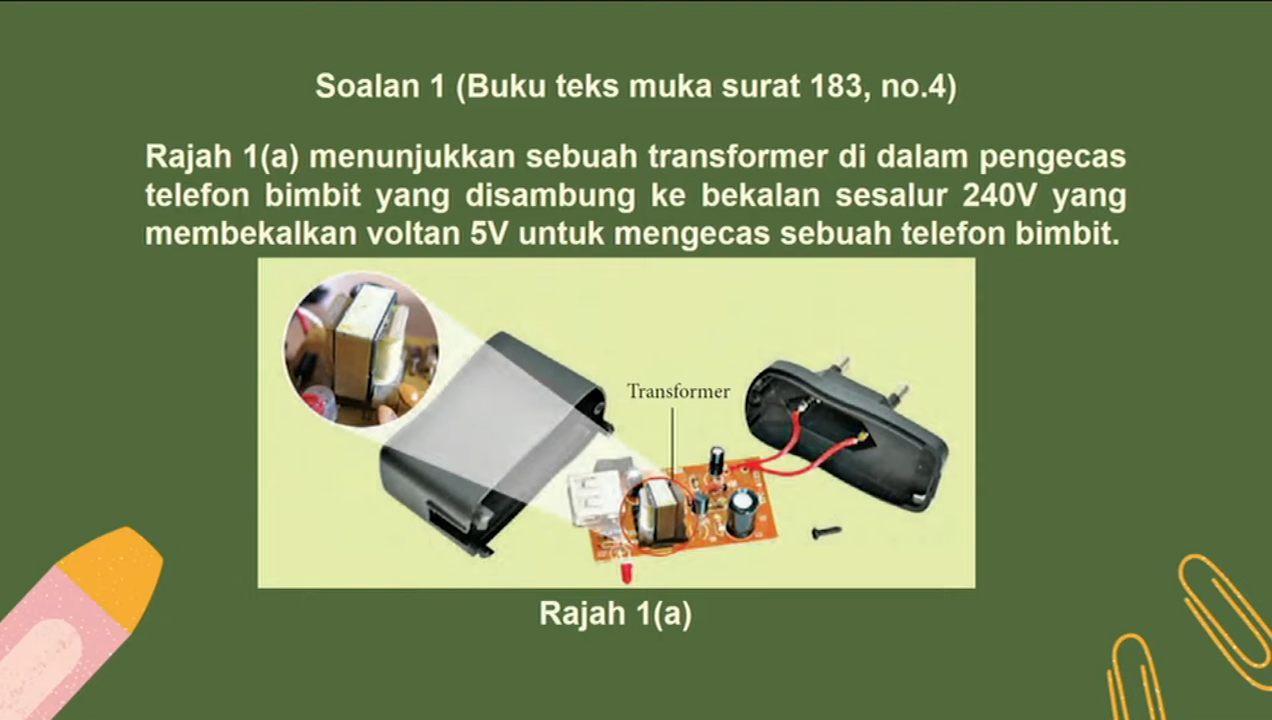 Soalan 1 (Buku teks muka surat 183, no.4)
Rajah 1(a) menunjukkan sebuah transformer di dalam pengecas
telefon bimbit yang disambung ke bekalan sesalur 240V yang
membekalkan voltan 5V untuk mengecas sebuah telefon bimbit.
Transformer
Rajah 1(a)